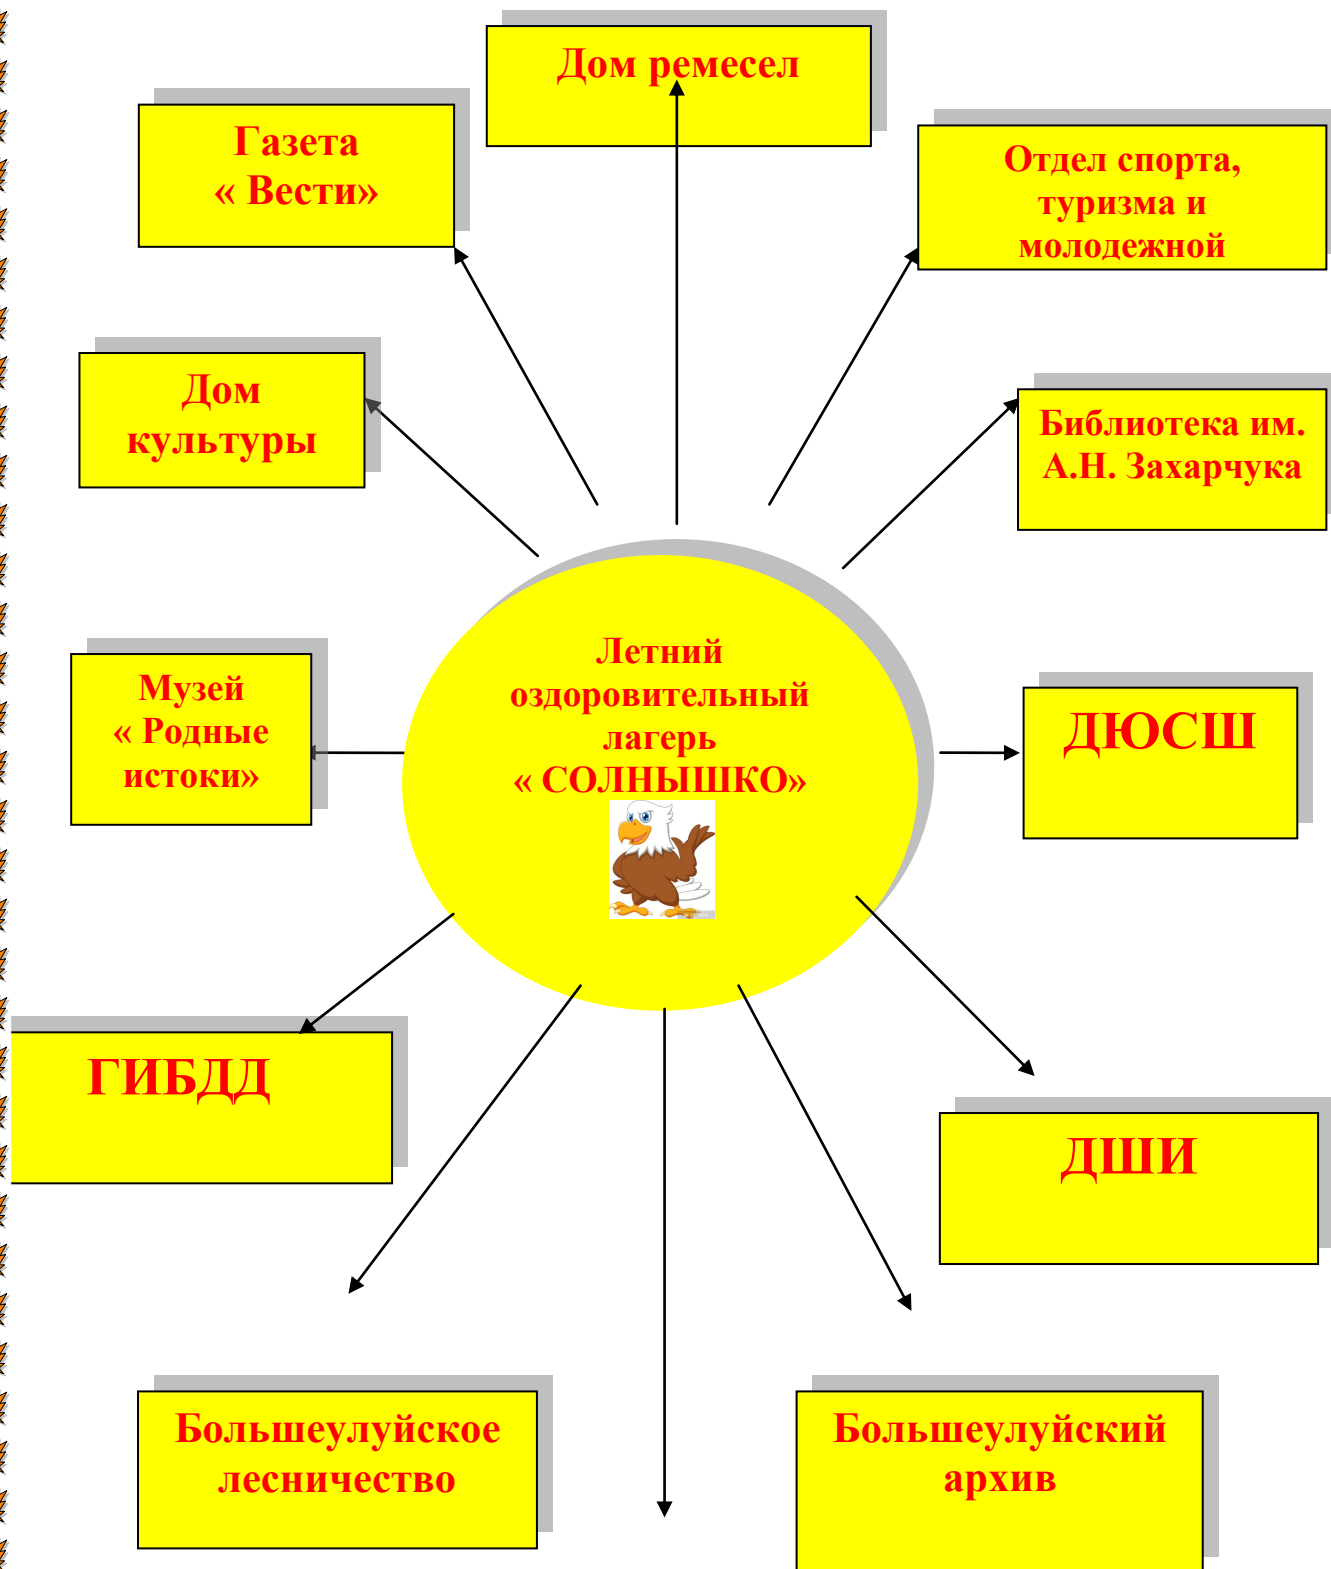 Дом ремесел
Газета
« Вести»
Отдел спорта,
туризма и
молодежной
Дом
культуры
Библиотека им.
А.Н. Захарчука
Летний
оздоровительный
лагерь
« СОЛНЫШКО»
Музей
« Родные
истоки»
ДЮСШ
ГИБДД
ДШИ
Большеулуйское
лесничество
Большеулуйский
архив